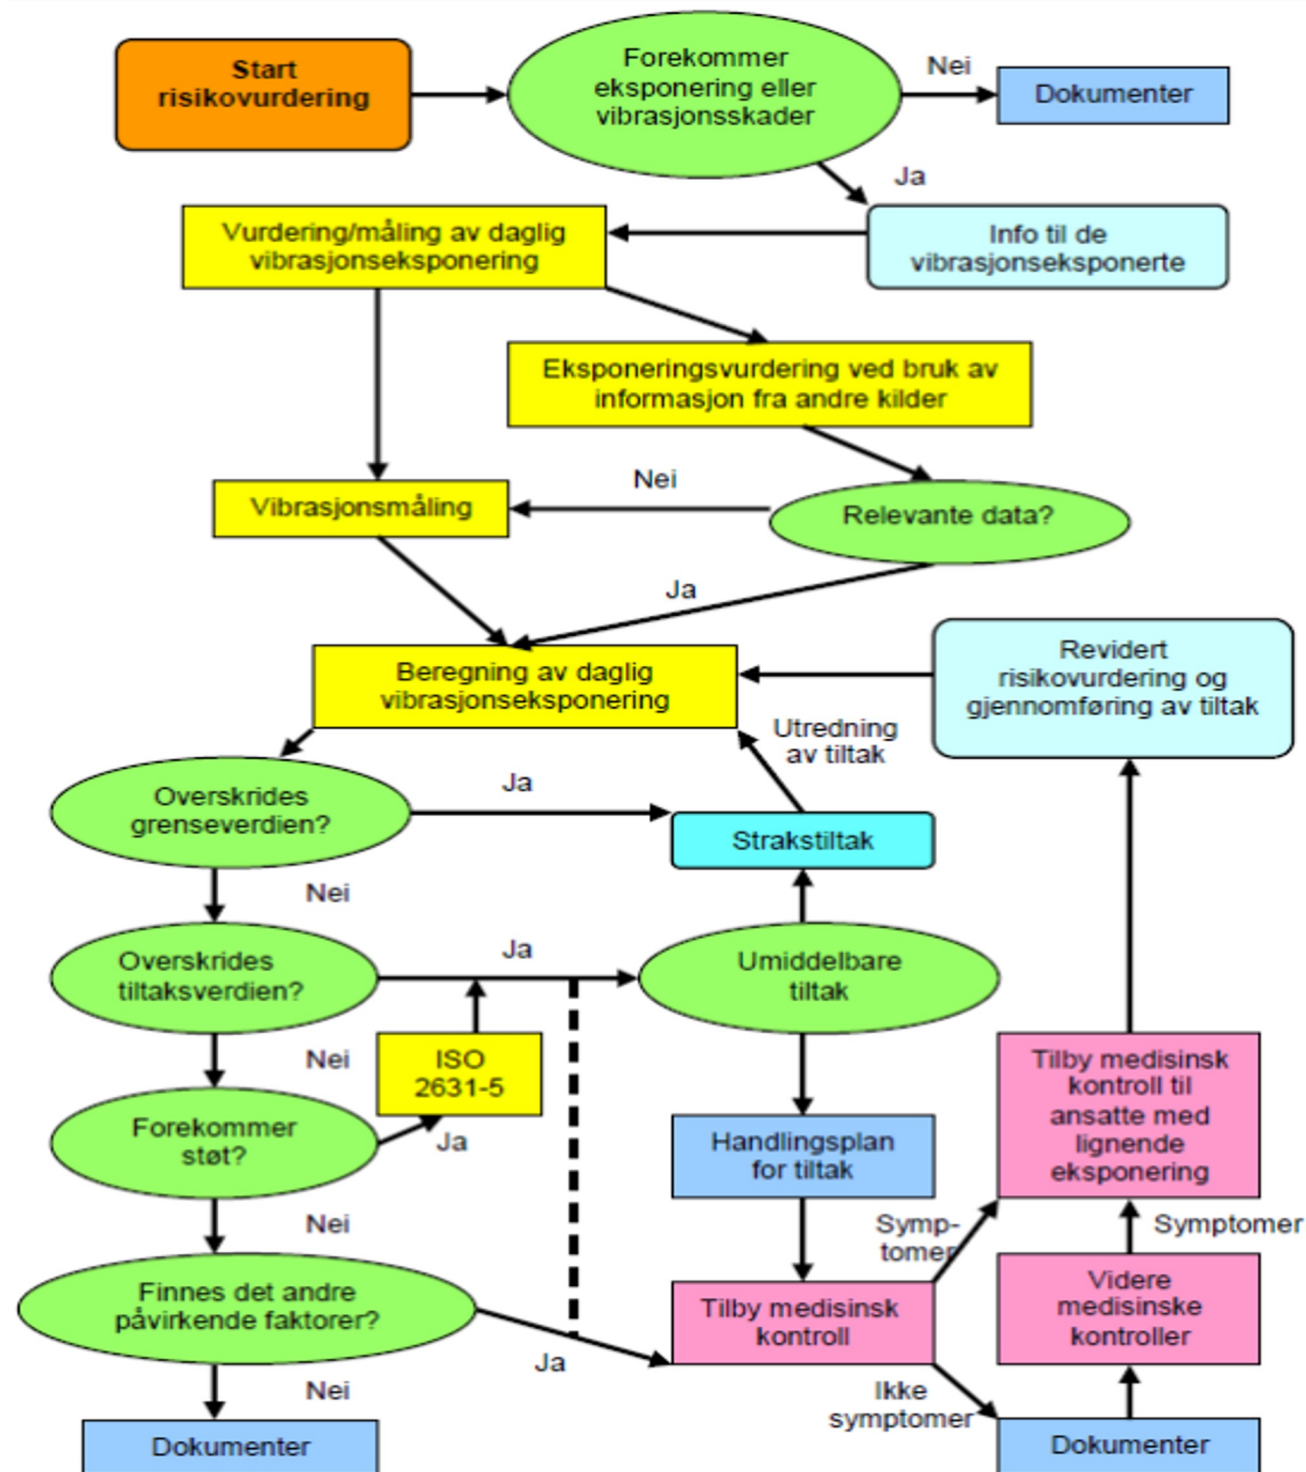 Start
risikovurdering
Forekommer
eksponering eller
vibrasjonsskader
Nei
Dokumenter
Ja
Info til de
vibrasjonseksponerte
Vurdering/måling av daglig
vibrasjonseksponering
Eksponeringsvurdering ved bruk av
informasjon fra andre kilder
Nei
Vibrasjonsmåling
Relevante data?
Ja
Beregning av daglig
vibrasjonseksponering
Revidert
risikovurdering og
gjennomføring av tiltak
Utredning
av tiltak
Overskrides
grenseverdien?
Ja
Strakstiltak
Nei
Overskrides
tiltaksverdien?
Ja
Umiddelbare
tiltak
Nei
ISO
2631-5
Forekommer
støt?
Ja
Handlingsplan
for tiltak
Tilby medisinsk
kontroll til
ansatte med
lignende
eksponering
Nei
Symp-
tomer
Symptomer
Finnes det andre
påvirkende faktorer?
Ja
Tilby medisinsk
kontroll
Videre
medisinske
kontroller
Nei
Ikke
symptomer
Dokumenter
Dokumenter